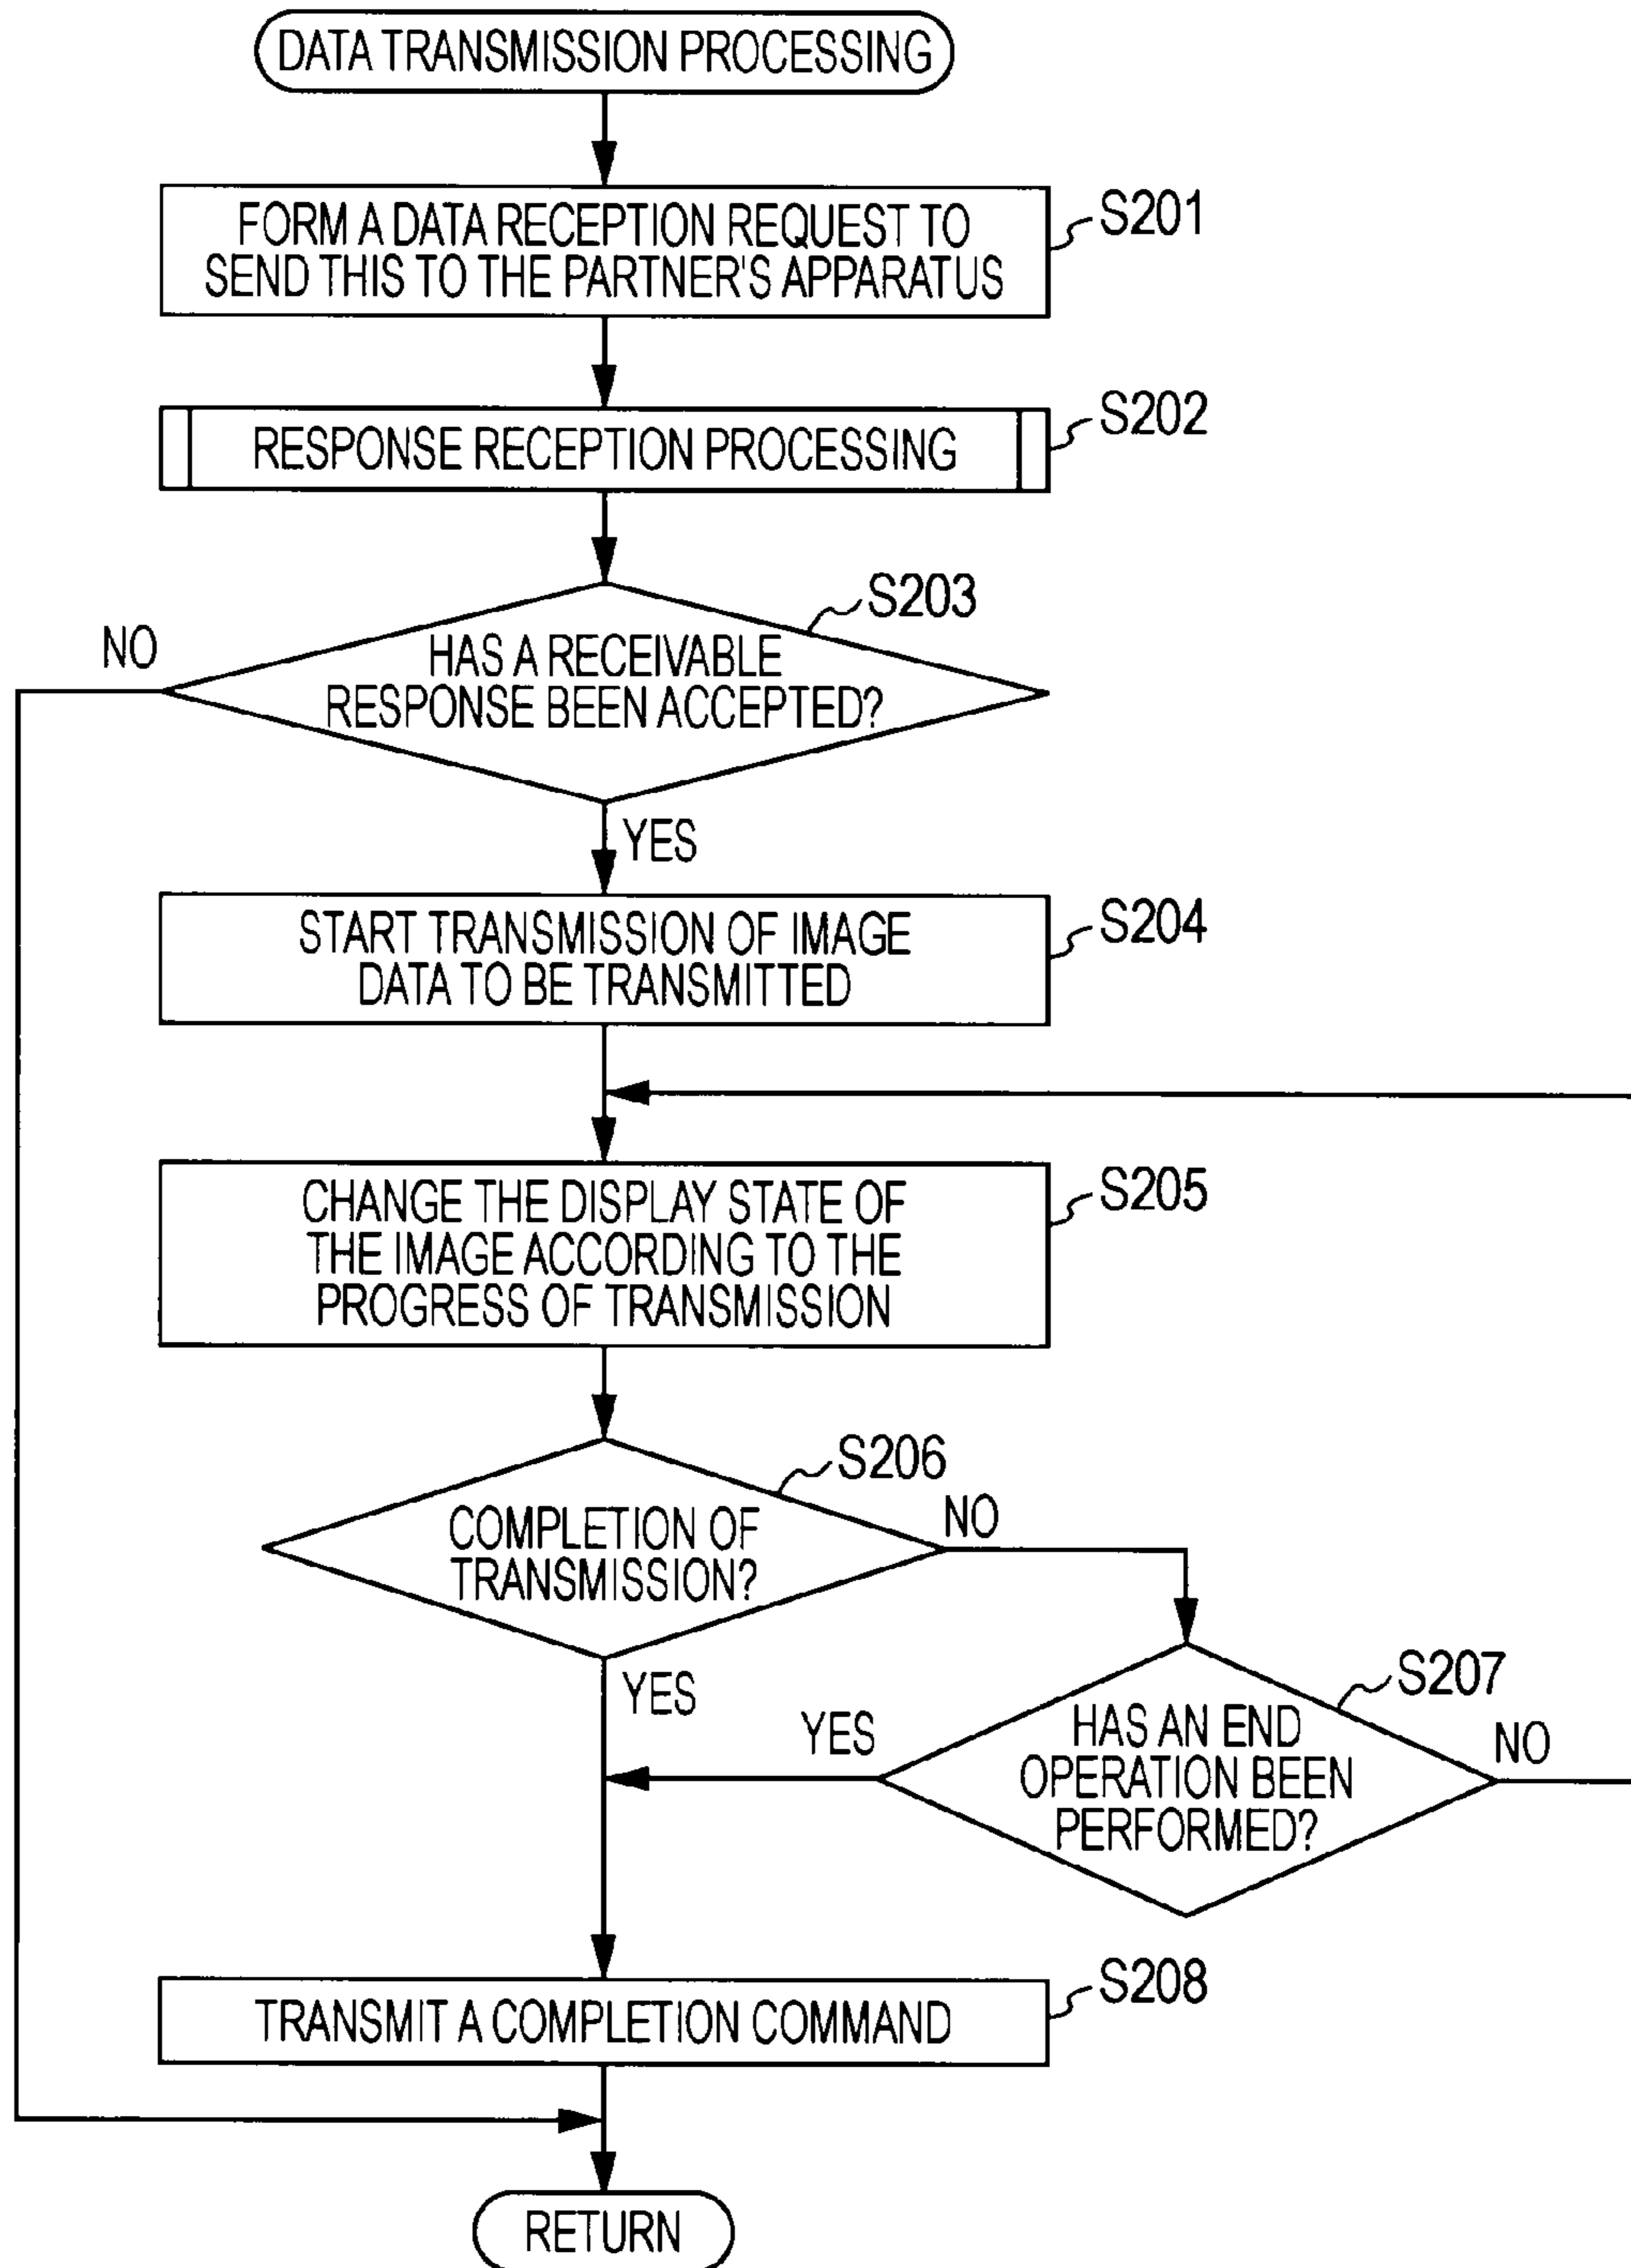 DATA TRANSMISSION PROCESSING
FORM A DATA RECEPTION REQUEST TO
SEND THIS TO THE PARTNER'S APPARATUS
S201
RESPONSE RECEPTION PROCESSING
S202
S203
NO
HAS A RECEIVABLE
RESPONSE BEEN ACCEPTED?
YES
START TRANSMISSION OF IMAGE
DATA TO BE TRANSMITTED
S204
CHANGE THE DISPLAY STATE OF
THE IMAGE ACCORDING TO THE
PROGRESS OF TRANSMISSION
S205
S206
COMPLETION OF
TRANSMISSION?
NO
YES
S207
YES
HAS AN END
OPERATION BEEN
PERFORMED?
NO
TRANSMIT A COMPLETION COMMAND
S208
RETURN